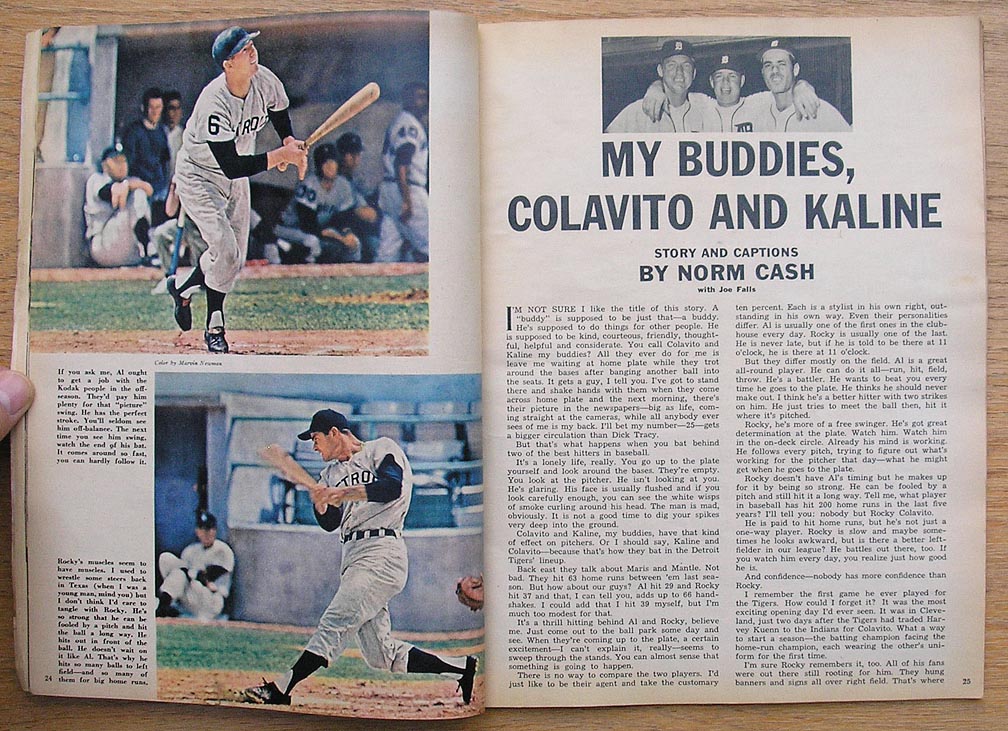 6
TRO
40
Color by Marvin Newman
If you ask me, Al ought
to get a job with the
Kodak people in the off-
season. They'd pay him
plenty for that "picture"
swing. He has the perfect
stroke. You'll seldom see
him off-balance. The next
time you see him swing,
watch the end of his bat.
It comes around so fast,
you can hardly follow it.
TRO
Rocky's muscles seem to
have muscles. I used to
wrestle some steers back
in Texas (when I was a
young man, mind you) but
I don't think I'd care to
tangle with Rocky. He's
so strong that he can be
fooled by a pitch and hit
the ball a long way. He
hits out in front of the
ball. He doesn't wait on
it like Al. That's why he
hits so many balls to left
field—and so many of
them for big home runs.
24
MY BUDDIES,
COLAVITO AND KALINE
STORY AND CAPTIONS
BY NORM CASH
with Joe Falls
I'M NOT SURE I like the title of this story. A
"buddy" is supposed to be just that—a buddy.
He's supposed to do things for other people. He
is supposed to be kind, courteous, friendly, thought-
ful, helpful and considerate. You call Colavito and
Kaline my buddies? All they ever do for me is
leave me waiting at home plate while they trot
around the bases after banging another ball into
the seats. It gets a guy, I tell you. I've got to stand
there and shake hands with them when they come
across home plate and the next morning, there's
their picture in the newspapers—big as life, com-
ing straight at the cameras, while all anybody ever
sees of me is my back. I'll bet my number—25—gets
a bigger circulation than Dick Tracy.
But that's what happens when you bat behind
two of the best hitters in baseball.
It's a lonely life, really. You go up to the plate
yourself and look around the bases. They're empty.
You look at the pitcher. He isn't looking at you.
He's glaring. His face is usually flushed and if you
look carefully enough, you can see the white wisps
of smoke curling around his head. The man is mad,
obviously. It is not a good time to dig your spikes
very deep into the ground.
Colavito and Kaline, my buddies, have that kind
of effect on pitchers. Or I should say, Kaline and
Colavito—because that's how they bat in the Detroit
Tigers' lineup.
Back east they talk about Maris and Mantle. Not
bad. They hit 63 home runs between 'em last sea-
son. But how about our guys? Al hit 29 and Rocky
hit 37 and that, I can tell you, adds up to 66 hand-
shakes. I could add that I hit 39 myself, but I'm
much too modest for that.
It's a thrill hitting behind Al and Rocky, believe
me. Just come out to the ball park some day and
see. When they're coming up to the plate, a certain
excitement—I can't explain it, really—seems to
sweep through the stands. You can almost sense that
something is going to happen.
There is no way to compare the two players. I'd
just like to be their agent and take the customary
ten percent. Each is a stylist in his own right, out-
standing in his own way. Even their personalities
differ. Al is usually one of the first ones in the club-
house every day. Rocky is usually one of the last.
He is never late, but if he is told to be there at 11
o'clock, he is there at 11 o'clock.
But they differ mostly on the field. Al is a great
all-round player. He can do it all—run, hit, field,
throw. He's a battler. He wants to beat you every
time he goes to the plate. He thinks he should never
make out. I think he's a better hitter with two strikes
on him. He just tries to meet the ball then, hit it
where it's pitched.
Rocky, he's more of a free swinger. He's got great
determination at the plate. Watch him. Watch him
in the on-deck circle. Already his mind is working.
He follows every pitch, trying to figure out what's
working for the pitcher that day—what he might
get when he goes to the plate.
Rocky doesn't have Al's timing but he makes up
for it by being so strong. He can be fooled by a
pitch and still hit it a long way. Tell me, what player
in baseball has hit 200 home runs in the last five
years? I'll tell you: nobody but Rocky Colavito.
He is paid to hit home runs, but he's not just a
one-way player. Rocky is slow and maybe some-
times he looks awkward, but is there a better left-
fielder in our league? He battles out there, too. If
you watch him every day, you realize just how good
he is.
And confidence—nobody has more confidence than
Rocky.
I remember the first game he ever played for
the Tigers. How could I forget it? It was the most
exciting opening day I'd ever seen. It was in Cleve-
land, just two days after the Tigers had traded Har-
vey Kuenn to the Indians for Colavito. What a way
to start a season—the batting champion facing the
home-run champion, each wearing the other's uni-
form for the first time.
I'm sure Rocky remembers it, too. All of his fans
were out there still rooting for him. They hung
banners and signs all over right field. That's where
25